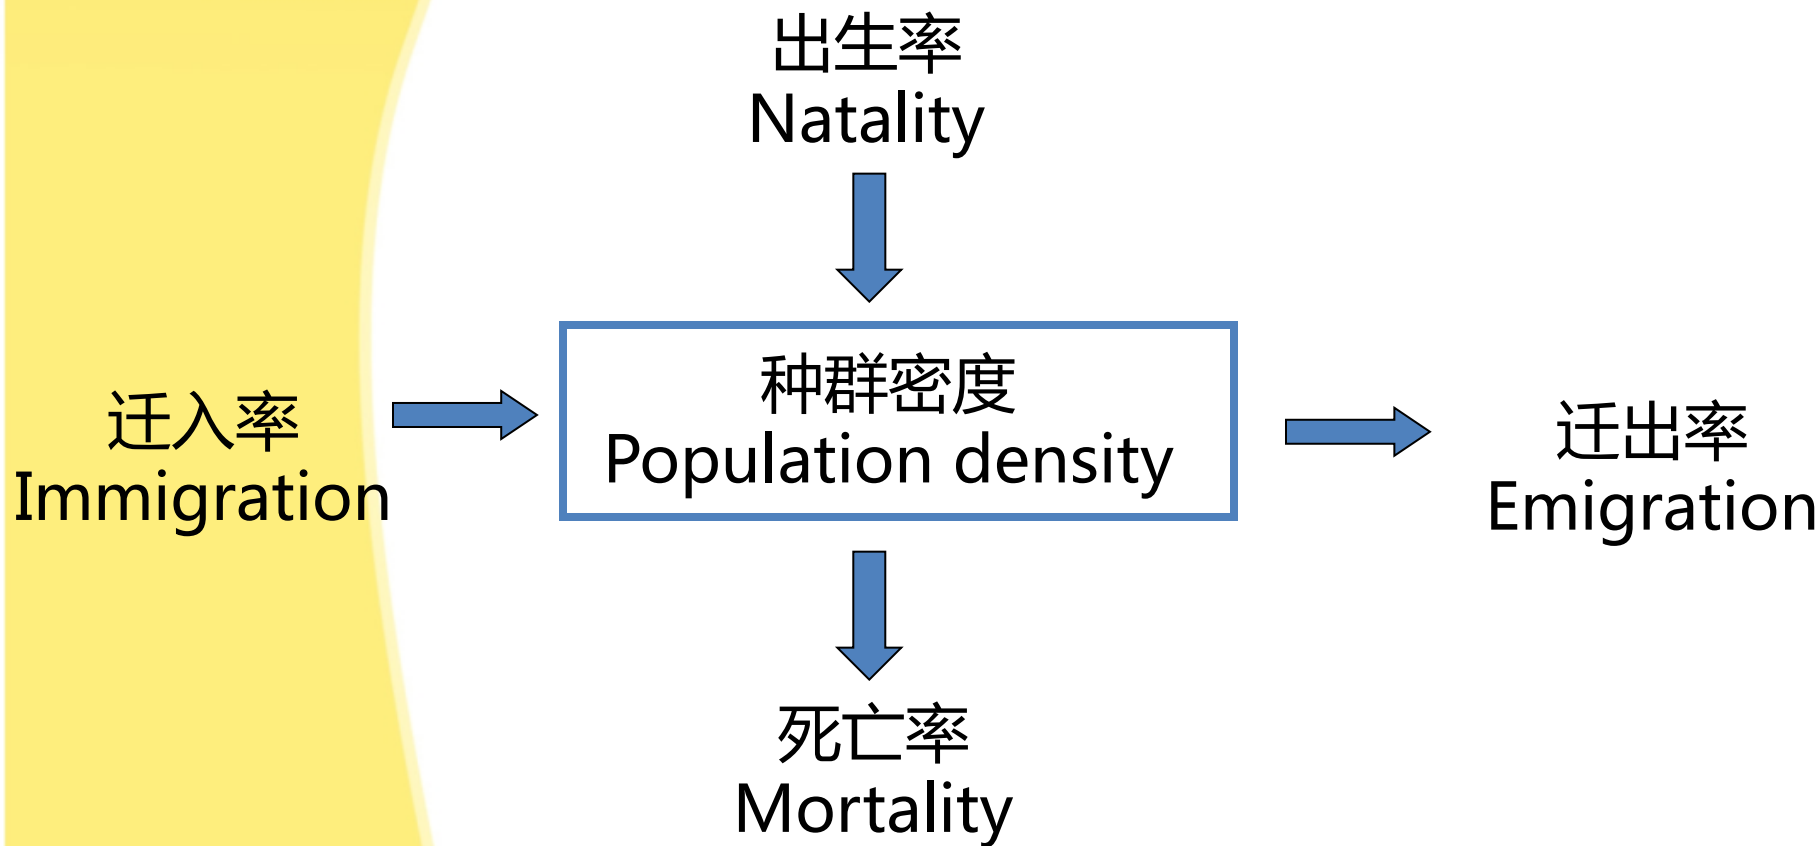 出生率
Natality
种群密度
Population density
迁入率
Immigration
迁出率
Emigration
死亡率
Mortality